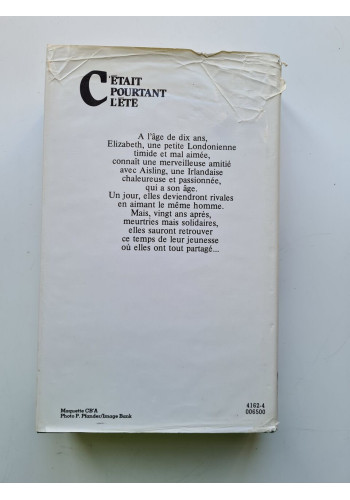 C'ÉTAIT
POURTANT
L'ÉTÉ
A l'âge de dix ans,
Elizabeth, une petite Londonienne
timide et mal aimée,
connaît une merveilleuse amitié
avec Aisling, une Irlandaise
chaleureuse et passionnée,
qui a son âge.
Un jour, elles deviendront rivales
en aimant le même homme.
Mais, vingt ans après,
meurtries mais solidaires,
elles sauront retrouver
ce temps de leur jeunesse
où elles ont tout partagé...
Maquette CB'A
Photo P. Pfander/Image Bank
4162-4
006500